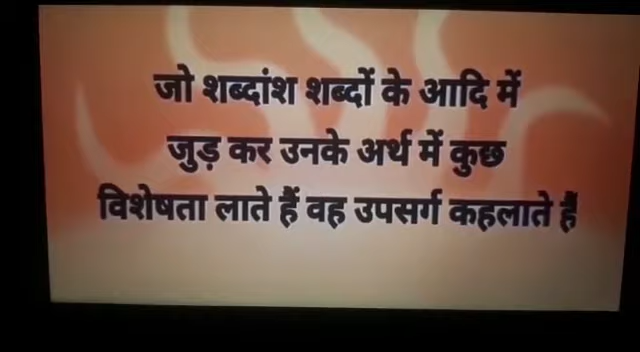 जो शब्दांश शब्दों के आदि में
जुड़ कर उनके अर्थ में कुछ
विशेषता लाते हैं वह उपसर्ग कहलाते हैं